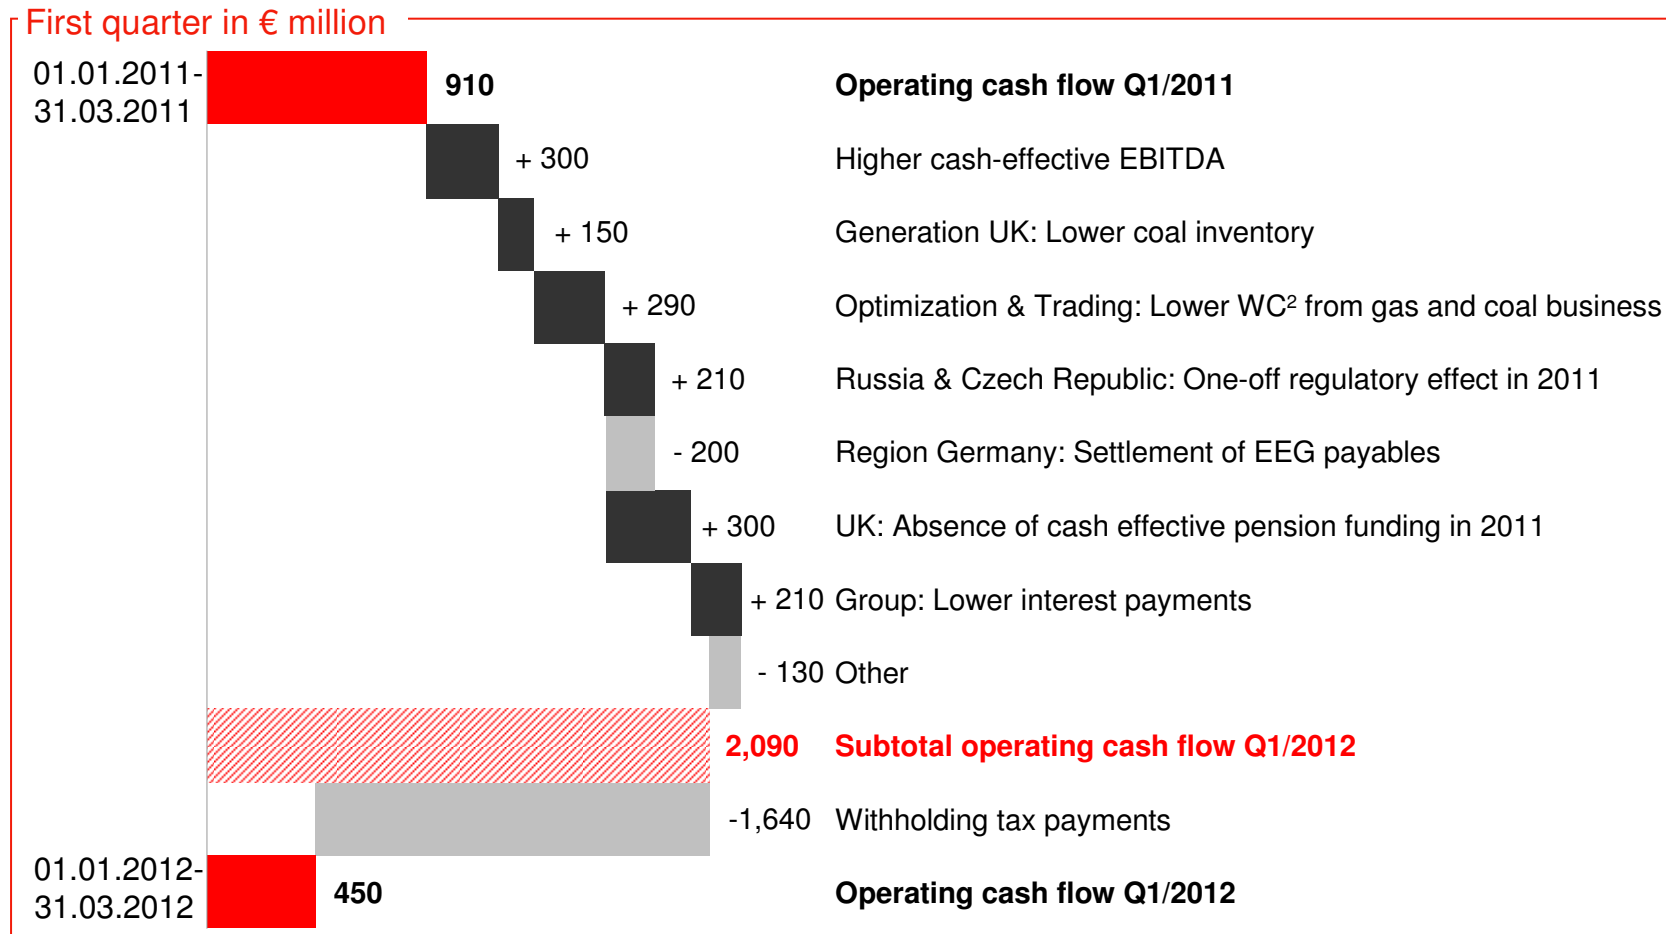 First quarter in € million
01.01.2011-
31.03.2011
910 Operating cash flow Q1/2011
+ 300 Higher cash-effective EBITDA
+ 150 Generation UK: Lower coal inventory
+ 290 Optimization & Trading: Lower WC² from gas and coal business
+ 210 Russia & Czech Republic: One-off regulatory effect in 2011
- 200 Region Germany: Settlement of EEG payables
+ 300 UK: Absence of cash effective pension funding in 2011
+ 210 Group: Lower interest payments
- 130 Other
2,090 Subtotal operating cash flow Q1/2012
-1,640 Withholding tax payments
01.01.2012-
31.03.2012
450 Operating cash flow Q1/2012